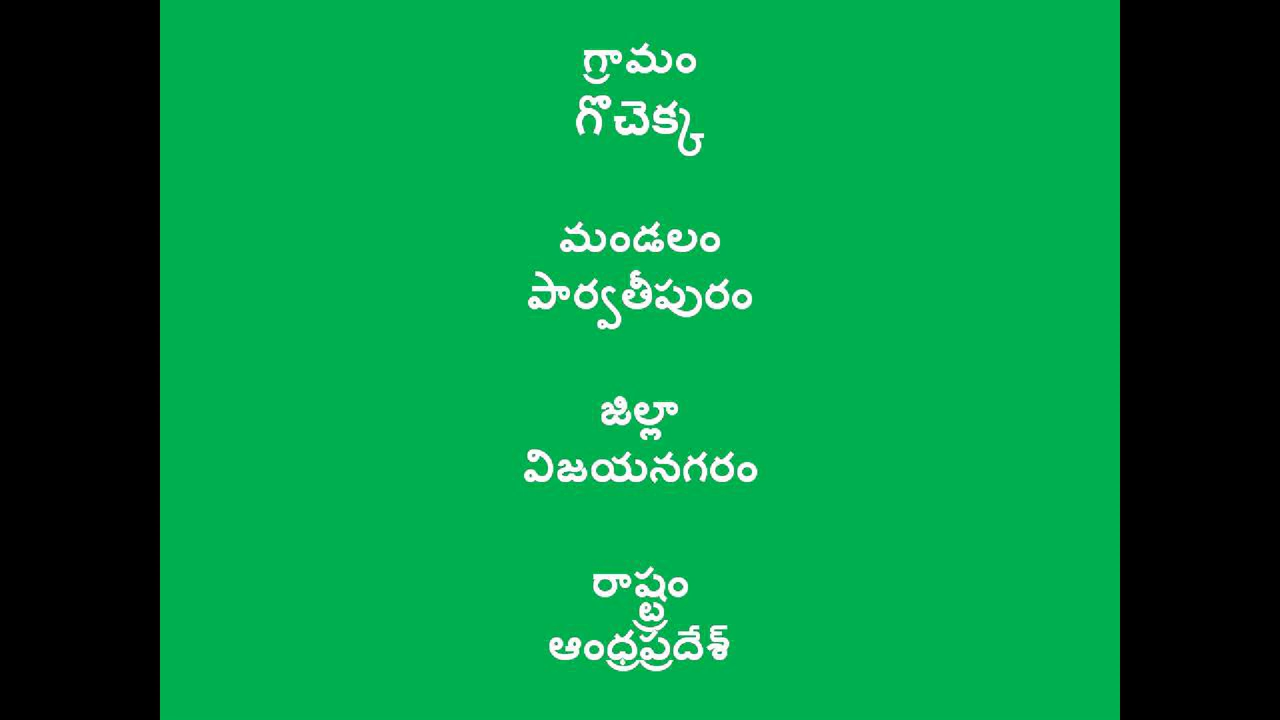 గ్రామం
గొచెక్క
మండలం
పార్వతీపురం
జిల్లా
విజయనగరం
రాష్ట్రం
ఆంధ్రప్రదేశ్